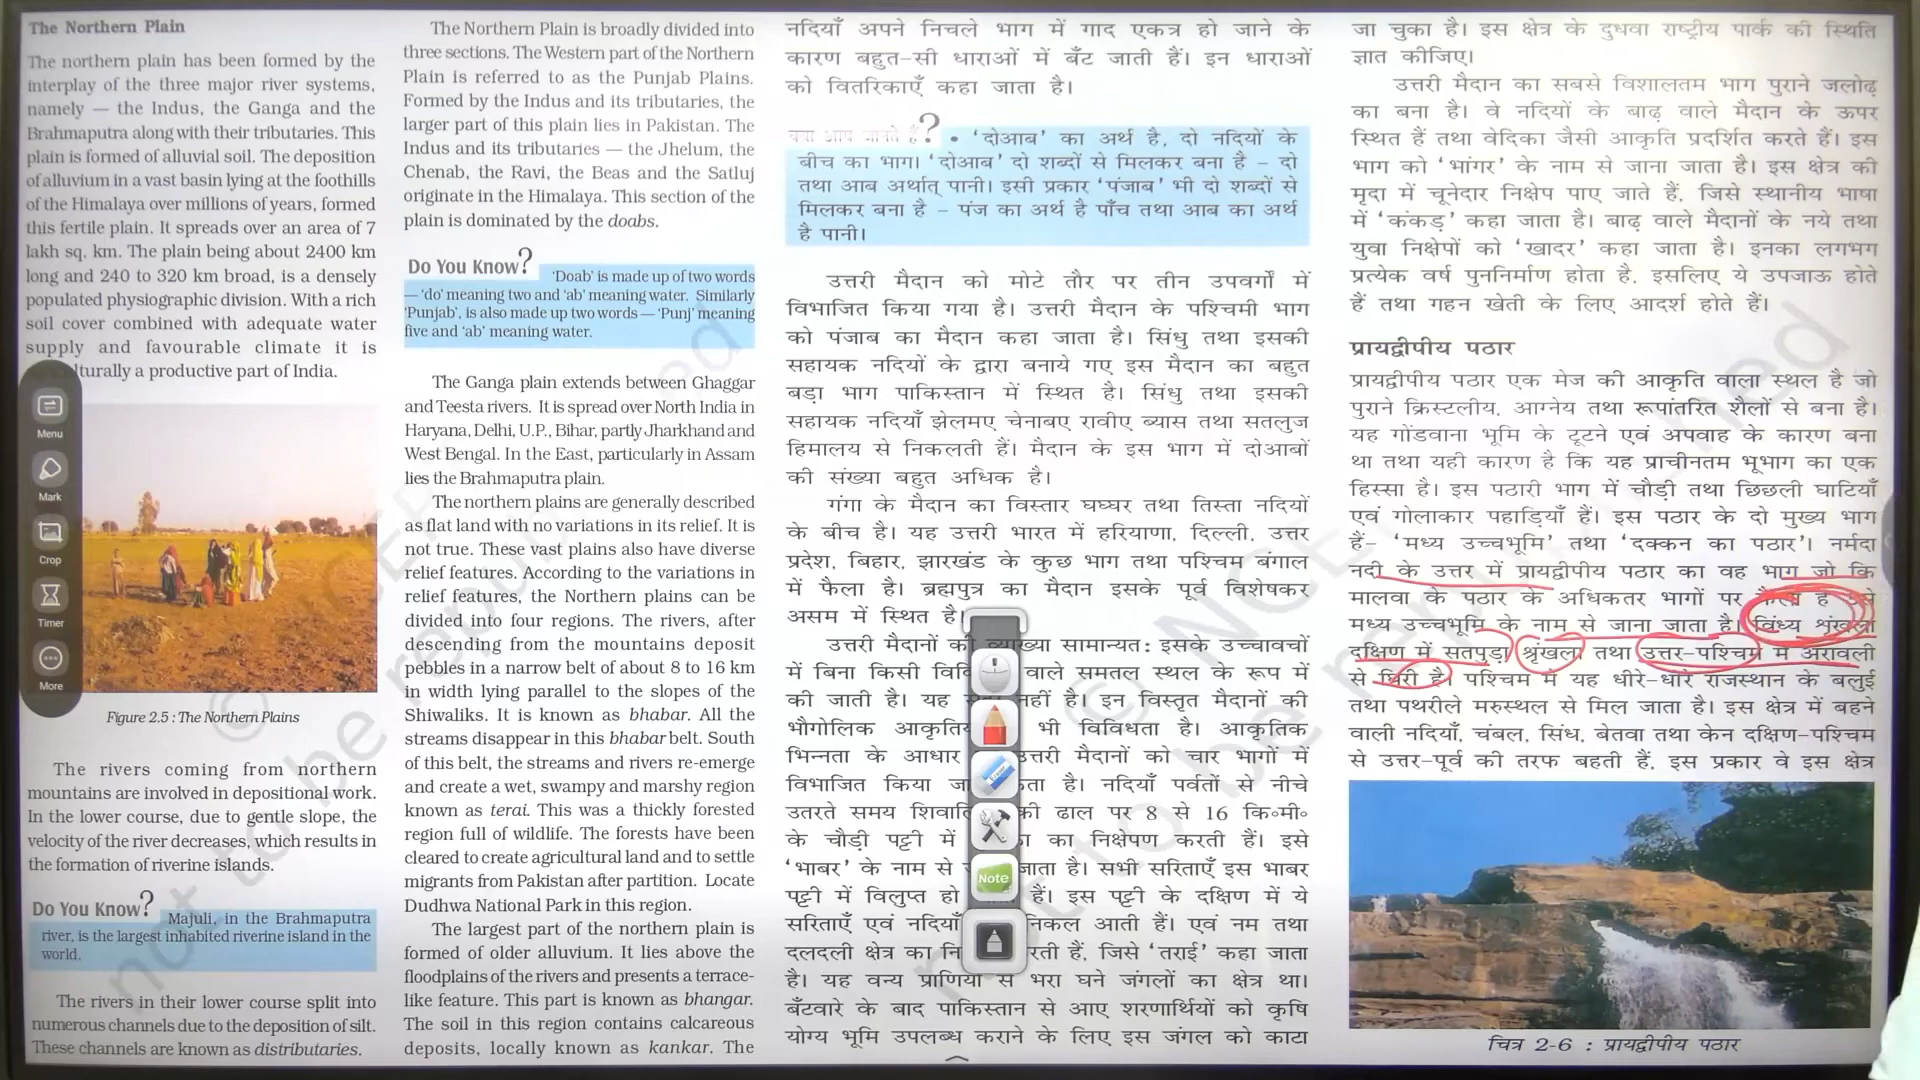 The Northern Plain
The northern plain has been formed by the
interplay of the three major river systems,
namely — the Indus, the Ganga and the
Brahmaputra along with their tributaries. This
plain is formed of alluvial soil. The deposition
of alluvium in a vast basin lying at the foothills
of the Himalaya over millions of years, formed
this fertile plain. It spreads over an area of 7
lakh sq. km. The plain being about 2400 km
long and 240 to 320 km broad, is a densely
populated physiographic division. With a rich
soil cover combined with adequate water
supply and favourable climate it is
lturally a productive part of India.
Menu
Mark
Crop
Timer
More
Figure 2.5 : The Northern Plains
The rivers coming from northern
mountains are involved in depositional work.
In the lower course, due to gentle slope, the
velocity of the river decreases, which results in
the formation of riverine islands.
Do You Know? Majuli, in the Brahmaputra
river, is the largest inhabited riverine island in the
world.
The rivers in their lower course split into
numerous channels due to the deposition of silt.
These channels are known as distributaries.
The Northern Plain is broadly divided into
three sections. The Western part of the Northern
Plain is referred to as the Punjab Plains.
Formed by the Indus and its tributaries, the
larger part of this plain lies in Pakistan. The
Indus and its tributaries — the Jhelum, the
Chenab, the Ravi, the Beas and the Satluj
originate in the Himalaya. This section of the
plain is dominated by the doabs.
Do You Know? 'Doab' is made up of two words
— 'do' meaning two and 'ab' meaning water. Similarly
'Punjab', is also made up two words — 'Punj' meaning
five and 'ab' meaning water.
The Ganga plain extends between Ghaggar
and Teesta rivers. It is spread over North India in
Haryana, Delhi, U.P., Bihar, partly Jharkhand and
West Bengal. In the East, particularly in Assam
lies the Brahmaputra plain.
The northern plains are generally described
as flat land with no variations in its relief. It is
not true. These vast plains also have diverse
relief features. According to the variations in
relief features, the Northern plains can be
divided into four regions. The rivers, after
descending from the mountains deposit
pebbles in a narrow belt of about 8 to 16 km
in width lying parallel to the slopes of the
Shiwaliks. It is known as bhabar. All the
streams disappear in this bhabar belt. South
of this belt, the streams and rivers re-emerge
and create a wet, swampy and marshy region
known as terai. This was a thickly forested
region full of wildlife. The forests have been
cleared to create agricultural land and to settle
migrants from Pakistan after partition. Locate
Dudhwa National Park in this region.
The largest part of the northern plain is
formed of older alluvium. It lies above the
floodplains of the rivers and presents a terrace-
like feature. This part is known as bhangar.
The soil in this region contains calcareous
deposits, locally known as kankar. The
नदियाँ अपने निचले भाग में गाद एकत्र हो जाने के
कारण बहुत-सी धाराओं में बँट जाती हैं। इन धाराओं
को वितरिकाएँ कहा जाता है।
क्या आप जानते हैं? • 'दोआब' का अर्थ है, दो नदियों के
बीच का भाग। 'दोआब' दो शब्दों से मिलकर बना है – दो
तथा आब अर्थात् पानी। इसी प्रकार 'पंजाब' भी दो शब्दों से
मिलकर बना है – पंज का अर्थ है पाँच तथा आब का अर्थ
है पानी।
उत्तरी मैदान को मोटे तौर पर तीन उपवर्गों में
विभाजित किया गया है। उत्तरी मैदान के पश्चिमी भाग
को पंजाब का मैदान कहा जाता है। सिंधु तथा इसकी
सहायक नदियों के द्वारा बनाये गए इस मैदान का बहुत
बड़ा भाग पाकिस्तान में स्थित है। सिंधु तथा इसकी
सहायक नदियाँ झेलमए चेनाबए रावीए ब्यास तथा सतलुज
हिमालय से निकलती हैं। मैदान के इस भाग में दोआबों
की संख्या बहुत अधिक है।
गंगा के मैदान का विस्तार घघ्घर तथा तिस्ता नदियों
के बीच है। यह उत्तरी भारत में हरियाणा, दिल्ली, उत्तर
प्रदेश, बिहार, झारखंड के कुछ भाग तथा पश्चिम बंगाल
में फैला है। ब्रह्मपुत्र का मैदान इसके पूर्व विशेषकर
असम में स्थित है।
उत्तरी मैदानों की व्याख्या सामान्यत: इसके उच्चावचों
में बिना किसी वाले समतल स्थल के रूप में
की जाती है। यह नहीं है। इन विस्तृत मैदानों की
भौगोलिक भी विविधता है। आकृतिक
भिन्नता के आधार उत्तरी मैदानों को चार भागों में
विभाजित किया है। नदियाँ पर्वतों से नीचे
उतरते समय की ढाल पर 8 से 16 कि॰मी॰
के चौड़ी पट्टी में का निक्षेपण करती हैं। इसे
'भाबर' के नाम से जाता है। सभी सरिताएँ इस भाबर
पट्टी में विलुप्त हो हैं। इस पट्टी के दक्षिण में ये
सरिताएँ एवं नदियाँ निकल आती हैं। एवं नम तथा
दलदली क्षेत्र का हैं, जिसे 'तराई' कहा जाता
है। यह वन्य प्राणियों से भरा घने जंगलों का क्षेत्र था।
बँटवारे के बाद पाकिस्तान से आए शरणार्थियों को कृषि
योग्य भूमि उपलब्ध कराने के लिए इस जंगल को काटा
Note
जा चुका है। इस क्षेत्र के दुधवा राष्ट्रीय पार्क की स्थिति
ज्ञात कीजिए।
उत्तरी मैदान का सबसे विशालतम भाग पुराने जलोढ़
का बना है। वे नदियों के बाढ़ वाले मैदान के ऊपर
स्थित हैं तथा वेदिका जैसी आकृति प्रदर्शित करते हैं। इस
भाग को 'भांगर' के नाम से जाना जाता है। इस क्षेत्र की
मृदा में चूनेदार निक्षेप पाए जाते हैं, जिसे स्थानीय भाषा
में 'कंकड़' कहा जाता है। बाढ़ वाले मैदानों के नये तथा
युवा निक्षेपों को 'खादर' कहा जाता है। इनका लगभग
प्रत्येक वर्ष पुननिर्माण होता है, इसलिए ये उपजाऊ होते
हैं तथा गहन खेती के लिए आदर्श होते हैं।
प्रायद्वीपीय पठार
प्रायद्वीपीय पठार एक मेज की आकृति वाला स्थल है जो
पुराने क्रिस्टलीय, आग्नेय तथा रूपांतरित शैलों से बना है।
यह गोंडवाना भूमि के टूटने एवं अपवाह के कारण बना
था तथा यही कारण है कि यह प्राचीनतम भूभाग का एक
हिस्सा है। इस पठारी भाग में चौड़ी तथा छिछली घाटियाँ
एवं गोलाकार पहाड़ियाँ हैं। इस पठार के दो मुख्य भाग
हैं– 'मध्य उच्चभूमि' तथा 'दक्कन का पठार'। नर्मदा
नदी के उत्तर में प्रायद्वीपीय पठार का वह भाग जो कि
मालवा के पठार के अधिकतर भागों पर फैला है
मध्य उच्चभूमि के नाम से जाना जाता है। विंध्य शृंखला
दक्षिण में सतपुड़ा श्रृंखला तथा उत्तर-पश्चिम में अरावली
से घिरी है। पश्चिम में यह धीरे-धीरे राजस्थान के बलुई
तथा पथरीले मरुस्थल से मिल जाता है। इस क्षेत्र में बहने
वाली नदियाँ, चंबल, सिंध, बेतवा तथा केन दक्षिण-पश्चिम
से उत्तर-पूर्व की तरफ बहती हैं, इस प्रकार वे इस क्षेत्र
चित्र 2-6 : प्रायद्वीपीय पठार